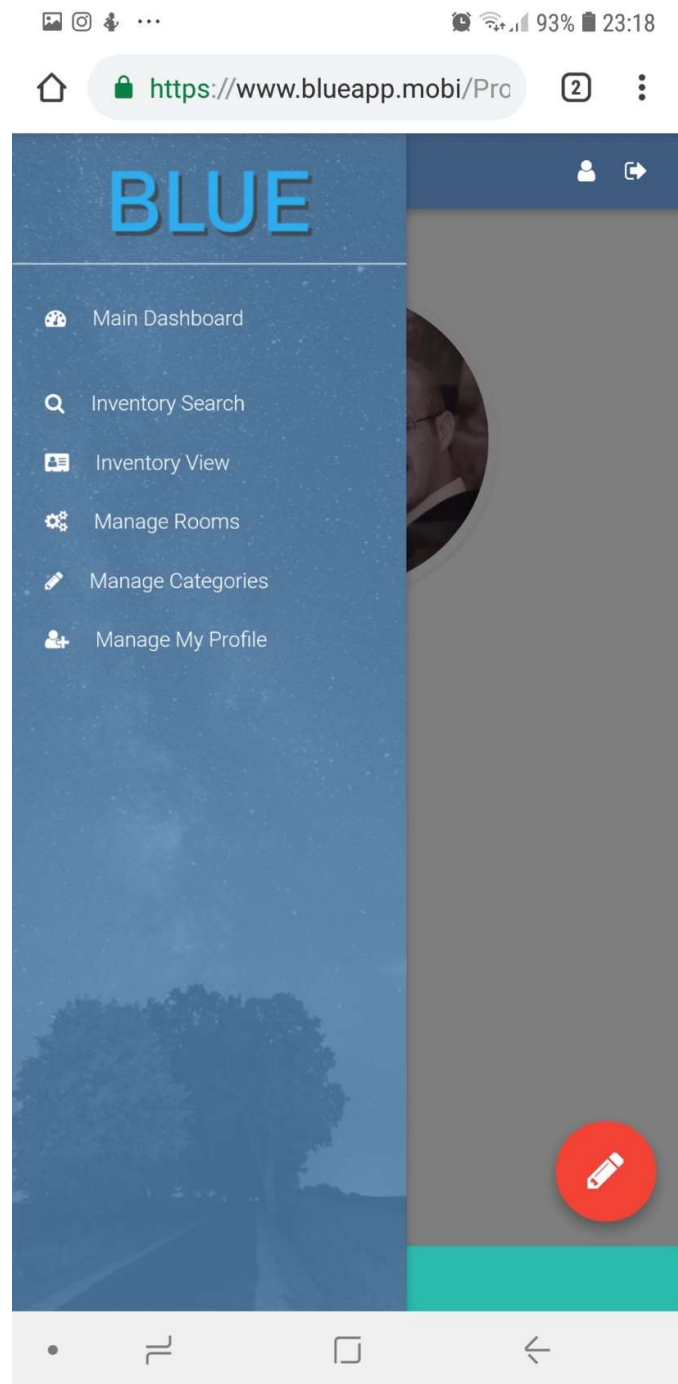 93% 23:18
https://www.blueapp.mobi/Pro
2
BLUE
Main Dashboard
Inventory Search
Inventory View
Manage Rooms
Manage Categories
Manage My Profile